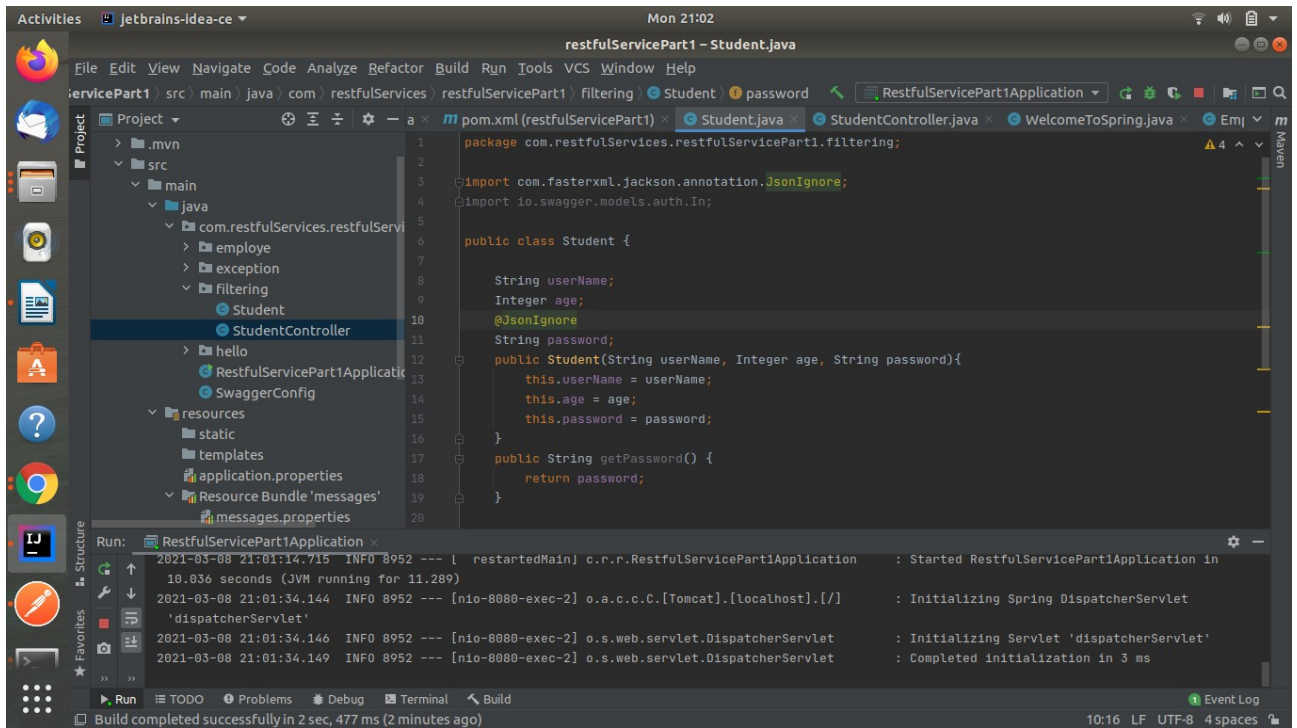 Activities jetbrains-idea-ce Mon 21:02
restfulServicePart1 – Student.java
File Edit View Navigate Code Analyze Refactor Build Run Tools VCS Window Help
ServicePart1 src main java com restfulServices restfulServicePart1 filtering Student password RestfulServicePart1Application
Project a pom.xml (restfulServicePart1) Student.java StudentController.java WelcomeToSpring.java Em
Project
Maven
.mvn
src
main
java
com.restfulServices.restfulServi
employe
exception
filtering
Student
StudentController
hello
RestfulServicePart1Applicatic
SwaggerConfig
resources
static
templates
application.properties
Resource Bundle 'messages'
messages.properties
4
1 package com.restfulServices.restfulServicePart1.filtering;
2
3 import com.fasterxml.jackson.annotation.JsonIgnore;
4 import io.swagger.models.auth.In;
5
6 public class Student {
7
8 String userName;
9 Integer age;
10 @JsonIgnore
11 String password;
12 public Student(String userName, Integer age, String password){
13 this.userName = userName;
14 this.age = age;
15 this.password = password;
16 }
17 public String getPassword() {
18 return password;
19 }
20
Structure
Favorites
Run: RestfulServicePart1Application
2021-03-08 21:01:14.715 INFO 8952 --- [ restartedMain] c.r.r.RestfulServicePart1Application : Started RestfulServicePart1Application in
10.036 seconds (JVM running for 11.289)
2021-03-08 21:01:34.144 INFO 8952 --- [nio-8080-exec-2] o.a.c.c.C.[Tomcat].[localhost].[/] : Initializing Spring DispatcherServlet
'dispatcherServlet'
2021-03-08 21:01:34.146 INFO 8952 --- [nio-8080-exec-2] o.s.web.servlet.DispatcherServlet : Initializing Servlet 'dispatcherServlet'
2021-03-08 21:01:34.149 INFO 8952 --- [nio-8080-exec-2] o.s.web.servlet.DispatcherServlet : Completed initialization in 3 ms
Run TODO Problems Debug Terminal Build 1 Event Log
Build completed successfully in 2 sec, 477 ms (2 minutes ago) 10:16 LF UTF-8 4 spaces